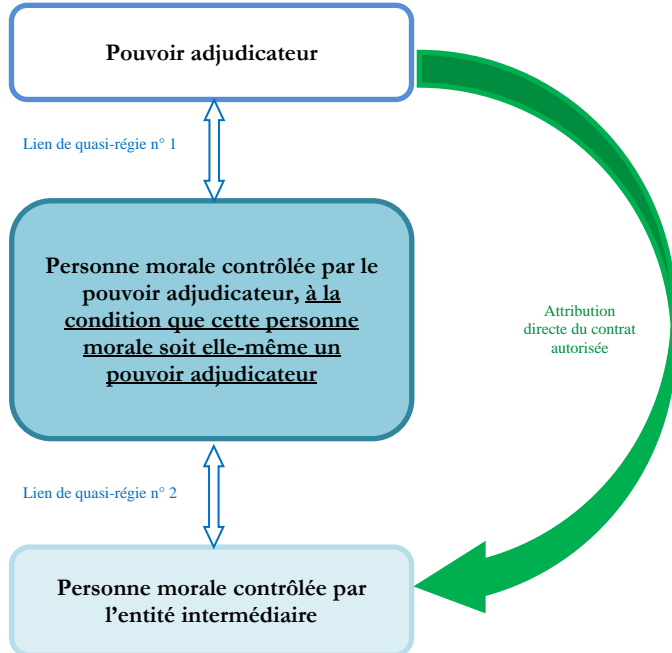 Pouvoir adjudicateur
Lien de quasi-régie n° 1
Personne morale contrôlée par le
pouvoir adjudicateur, à la
condition que cette personne
morale soit elle-même un
pouvoir adjudicateur
Attribution
directe du contrat
autorisée
Lien de quasi-régie n° 2
Personne morale contrôlée par
l'entité intermédiaire